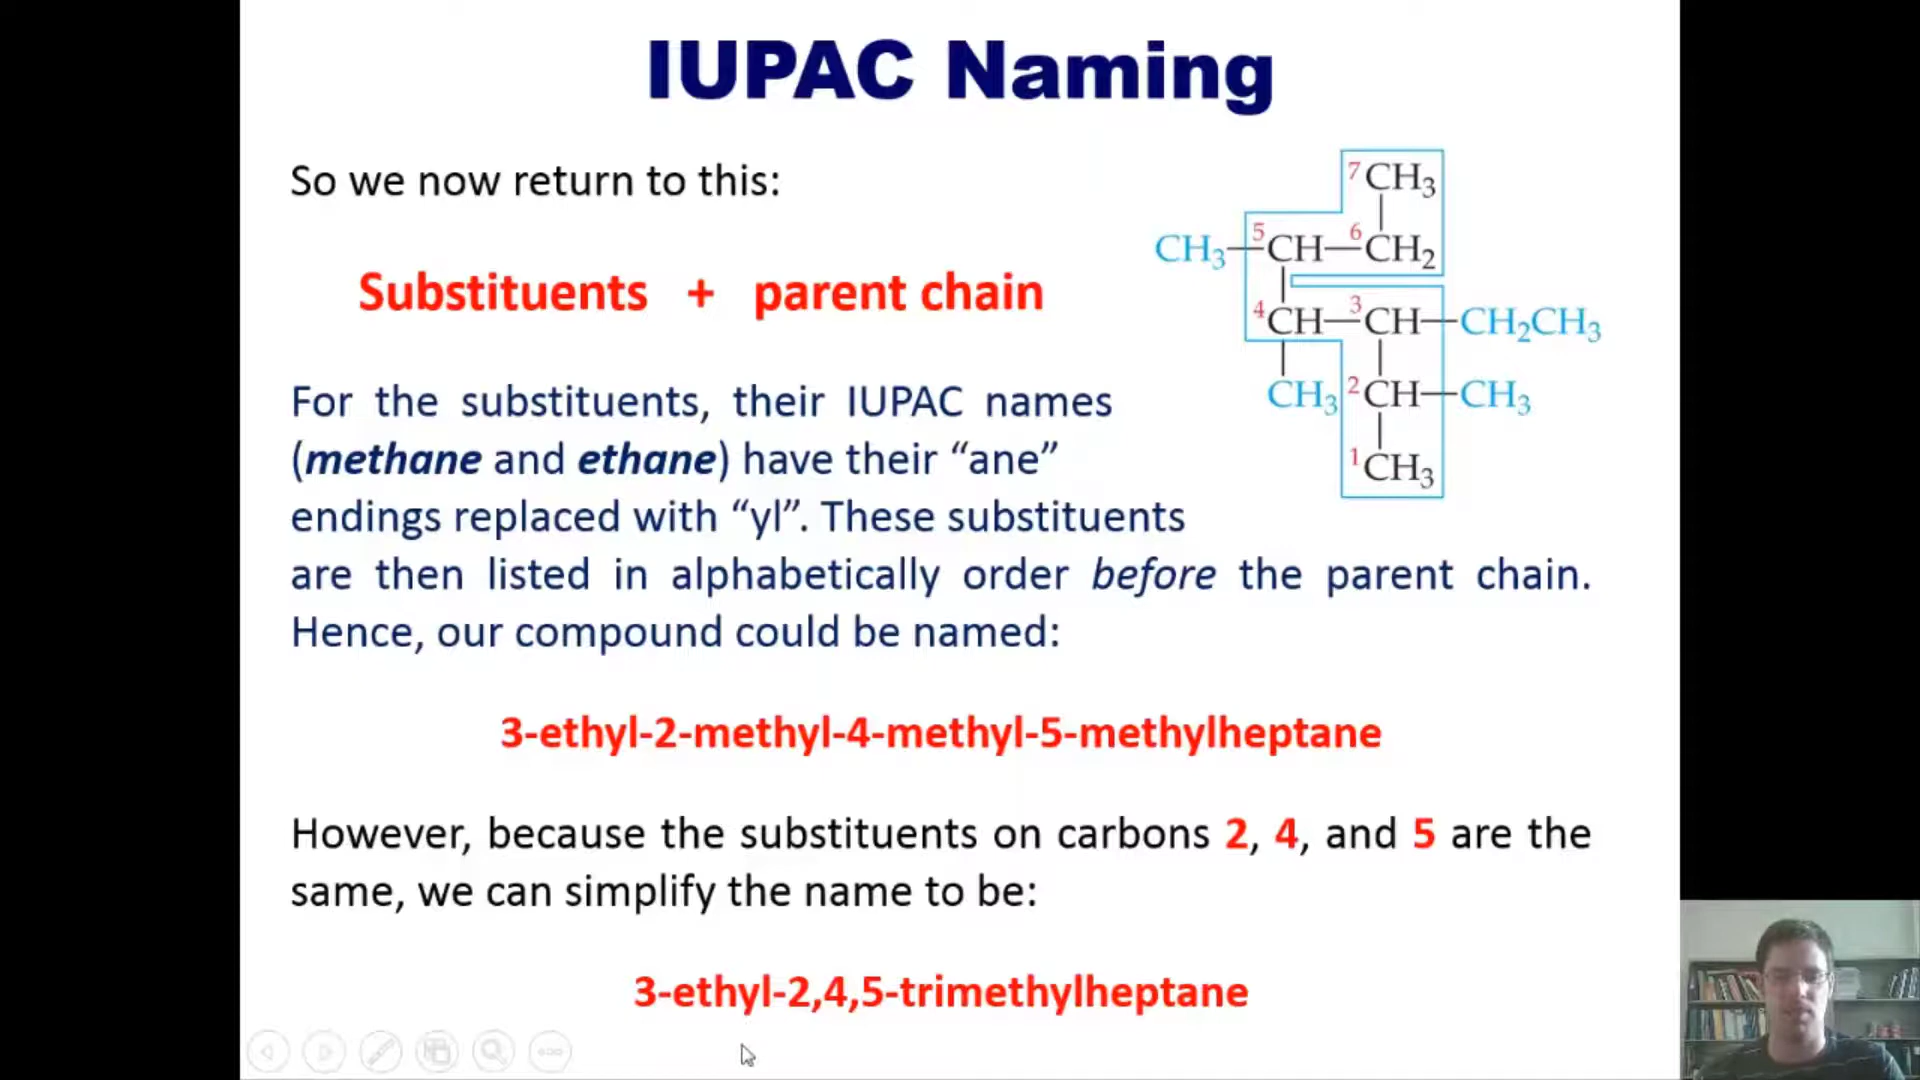 IUPAC Naming
So we now return to this:
Substituents + parent chain
For the substituents, their IUPAC names
(methane and ethane) have their “ane”
endings replaced with “yl”. These substituents
are then listed in alphabetically order before the parent chain.
Hence, our compound could be named:
3-ethyl-2-methyl-4-methyl-5-methylheptane
However, because the substituents on carbons 2, 4, and 5 are the
same, we can simplify the name to be:
3-ethyl-2,4,5-trimethylheptane
7CH3
CH3—5CH—6CH2
4CH—3CH—CH2CH3
CH3 2CH—CH3
1CH3